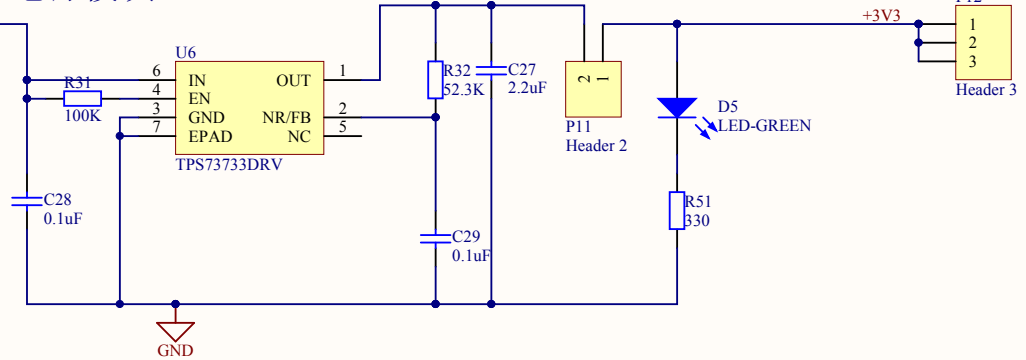 +3V3
1
2
3
Header 3
U6
6
IN
OUT
1
R31
4
EN
100K
3
GND
NR/FB
2
7
EPAD
NC
5
TPS73733DRV
R32
52.3K
C27
2.2uF
2
1
P11
Header 2
D5
LED-GREEN
C28
0.1uF
C29
0.1uF
R51
330
GND